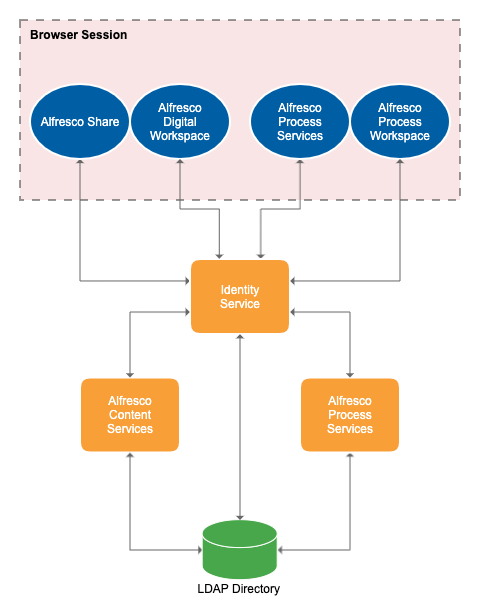 Browser Session
Alfresco Share
Alfresco
Digital
Workspace
Alfresco
Process
Services
Alfresco
Process
Workspace
Identity
Service
Alfresco
Content
Services
Alfresco
Process
Services
LDAP Directory